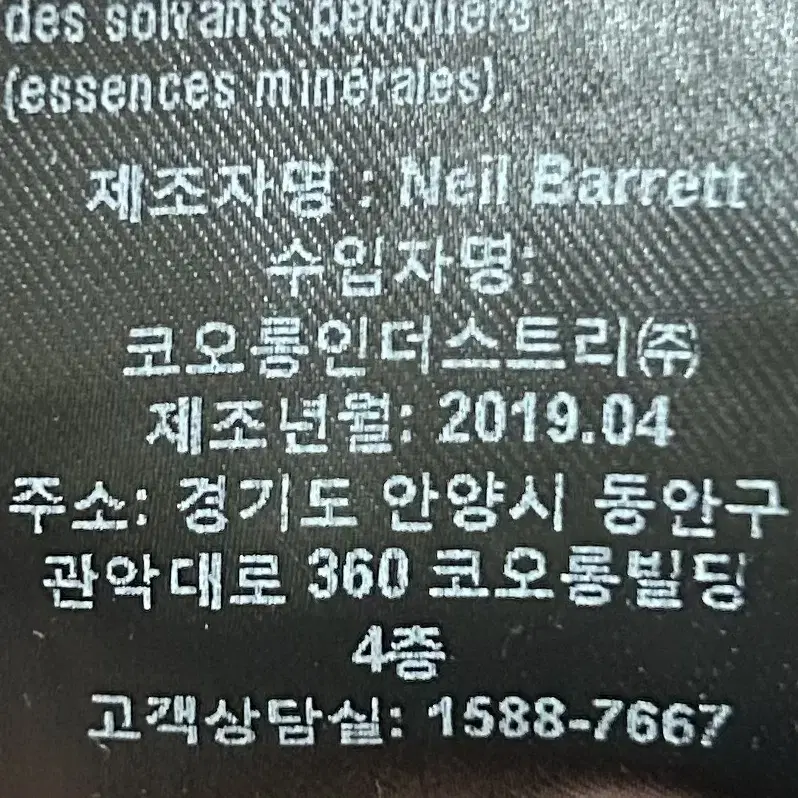 des solvants pétroliers
(essences minérales).
제조자명 : Neil Barrett
수입자명:
코오롱인더스트리㈜
제조년월: 2019.04
주소: 경기도 안양시 동안구
관악대로 360 코오롱빌딩
4층
고객상담실: 1588-7667